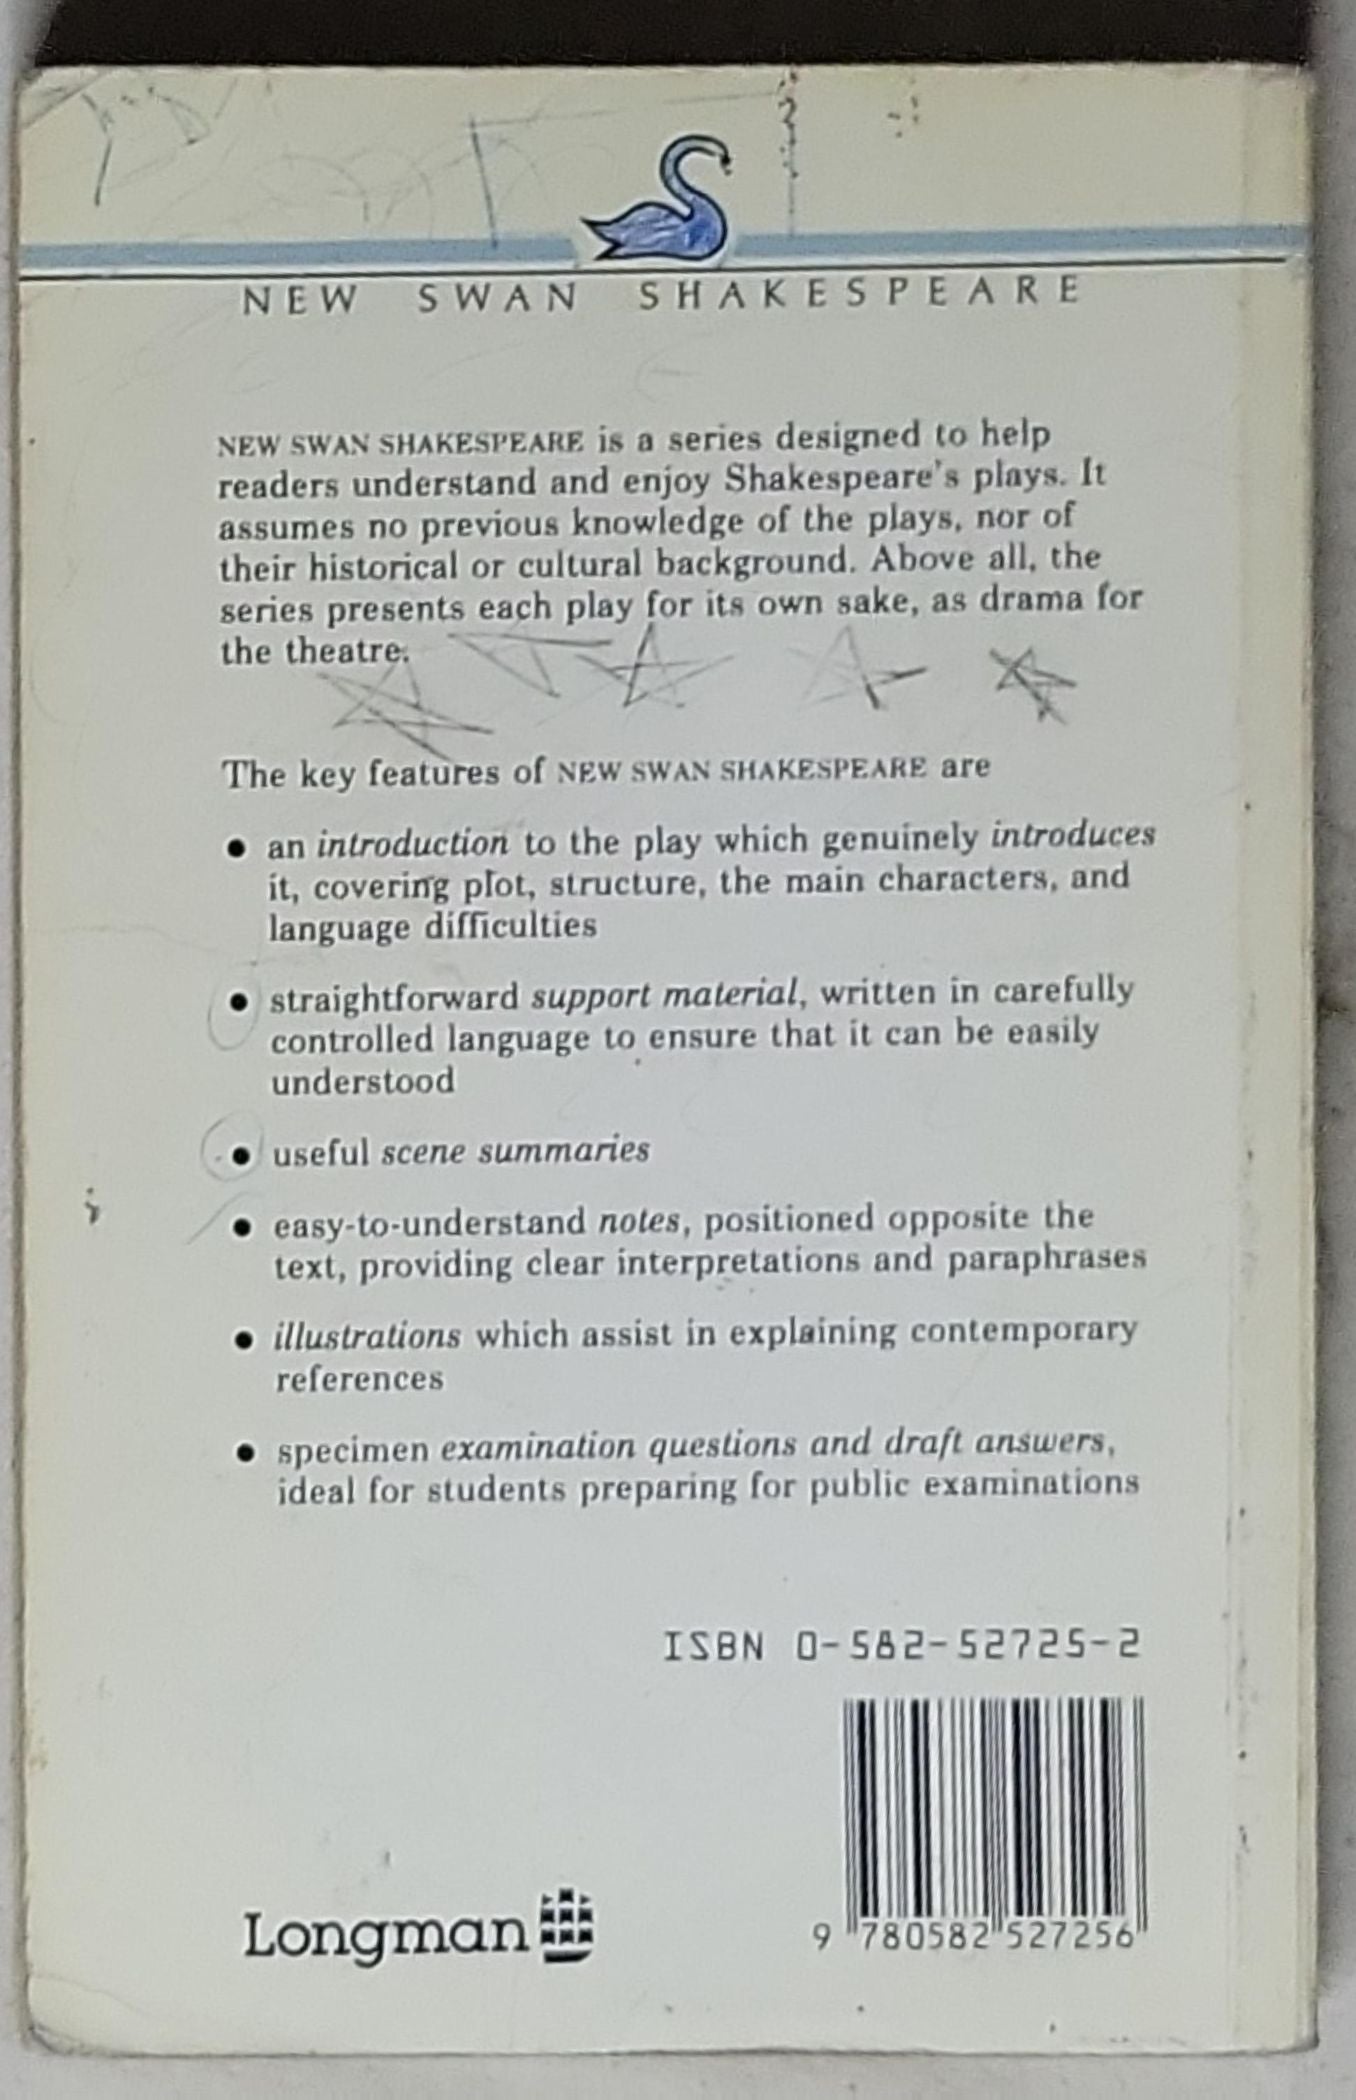 NEW SWAN SHAKESPEARE
NEW SWAN SHAKESPEARE is a series designed to help
readers understand and enjoy Shakespeare's plays. It
assumes no previous knowledge of the plays, nor of
their historical or cultural background. Above all, the
series presents each play for its own sake, as drama for
the theatre.
The key features of NEW SWAN SHAKESPEARE are
• an introduction to the play which genuinely introduces
it, covering plot, structure, the main characters, and
language difficulties
• straightforward support material, written in carefully
controlled language to ensure that it can be easily
understood
• useful scene summaries
• easy-to-understand notes, positioned opposite the
text, providing clear interpretations and paraphrases
• illustrations which assist in explaining contemporary
references
• specimen examination questions and draft answers,
ideal for students preparing for public examinations
ISBN 0-582-52725-2
Longman
9 780582 527256